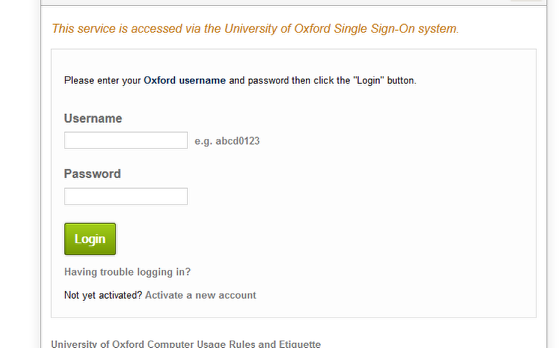 This service is accessed via the University of Oxford Single Sign-On system.
Please enter your Oxford username and password then click the "Login" button.
Username
e.g. abcd0123
Password
Login
Having trouble logging in?
Not yet activated? Activate a new account
University of Oxford Computer Usage Rules and Etiquette